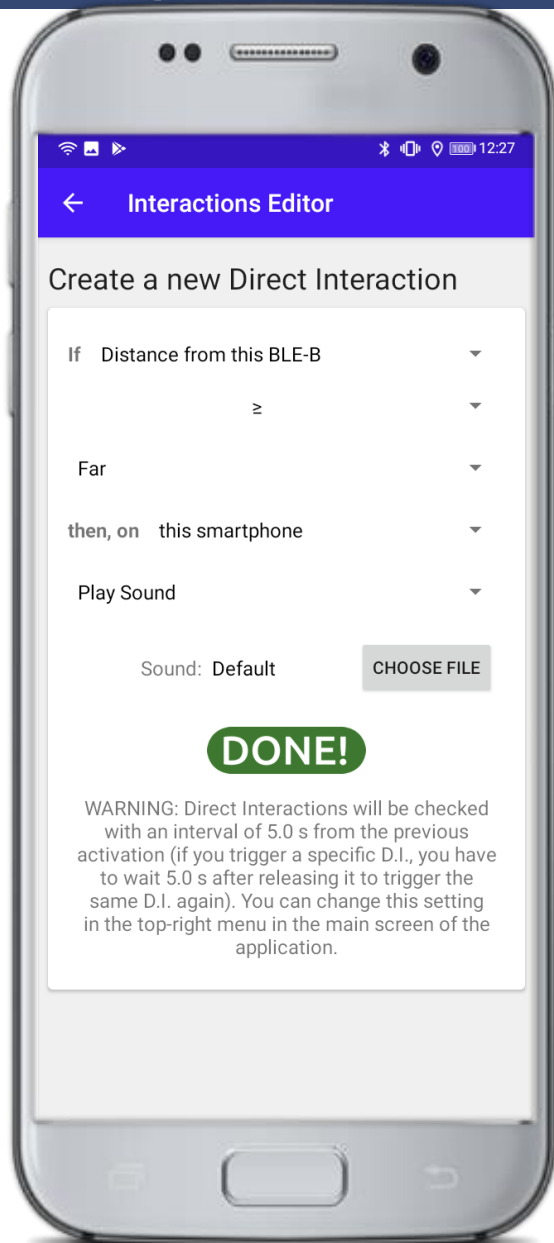 100 12:27
Interactions Editor
Create a new Direct Interaction
If Distance from this BLE-B
≥
Far
then, on this smartphone
Play Sound
Sound: Default CHOOSE FILE
DONE!
WARNING: Direct Interactions will be checked
with an interval of 5.0 s from the previous
activation (if you trigger a specific D.I., you have
to wait 5.0 s after releasing it to trigger the
same D.I. again). You can change this setting
in the top-right menu in the main screen of the
application.